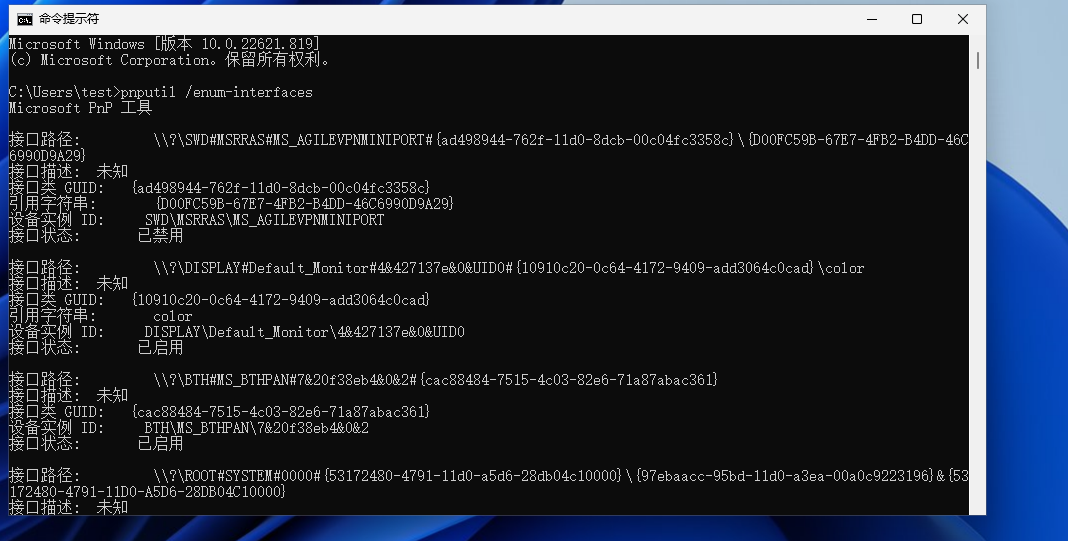 命令提示符
Microsoft Windows [版本 10.0.22621.819]
(c) Microsoft Corporation。保留所有权利。
C:\Users\test>pnputil /enum-interfaces
Microsoft PnP 工具
接口路径: \\?\SWD#MSRRAS#MS_AGILEVPNMINIPORT#{ad498944-762f-11d0-8dcb-00c04fc3358c}\{D00FC59B-67E7-4FB2-B4DD-46C
6990D9A29}
接口描述: 未知
接口类 GUID: {ad498944-762f-11d0-8dcb-00c04fc3358c}
引用字符串: {D00FC59B-67E7-4FB2-B4DD-46C6990D9A29}
设备实例 ID: SWD\MSRRAS\MS_AGILEVPNMINIPORT
接口状态: 已禁用
接口路径: \\?\DISPLAY#Default_Monitor#4&427137e&0&UID0#{10910c20-0c64-4172-9409-add3064c0cad}\color
接口描述: 未知
接口类 GUID: {10910c20-0c64-4172-9409-add3064c0cad}
引用字符串: color
设备实例 ID: DISPLAY\Default_Monitor\4&427137e&0&UID0
接口状态: 已启用
接口路径: \\?\BTH#MS_BTHPAN#7&20f38eb4&0&2#{cac88484-7515-4c03-82e6-71a87abac361}
接口描述: 未知
接口类 GUID: {cac88484-7515-4c03-82e6-71a87abac361}
设备实例 ID: BTH\MS_BTHPAN\7&20f38eb4&0&2
接口状态: 已启用
接口路径: \\?\ROOT#SYSTEM#0000#{53172480-4791-11d0-a5d6-28db04c10000}\{97ebaacc-95bd-11d0-a3ea-00a0c9223196}&{53
172480-4791-11D0-A5D6-28DB04C10000}
接口描述: 未知